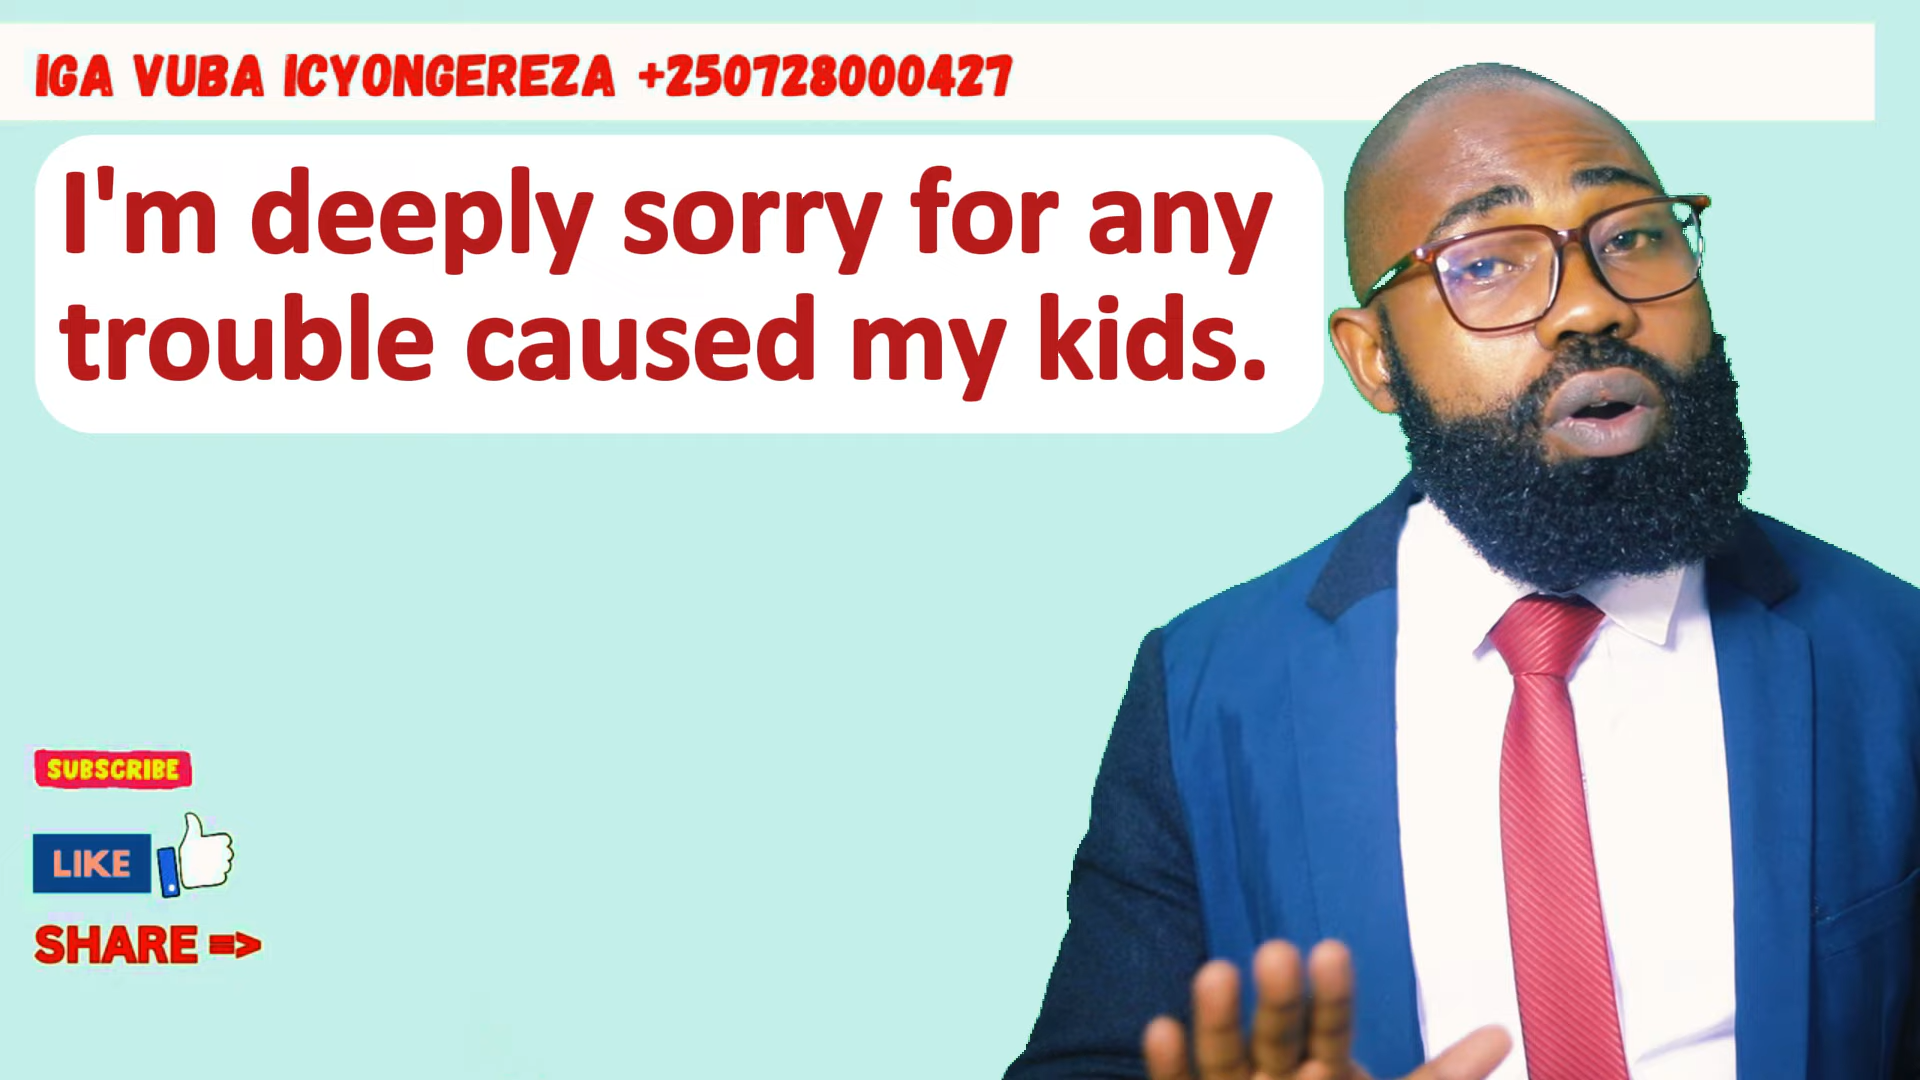 IGA VUBA ICYONGEREZA +250728000427
I'm deeply sorry for any
trouble caused my kids.
SUBSCRIBE
LIKE
SHARE =>